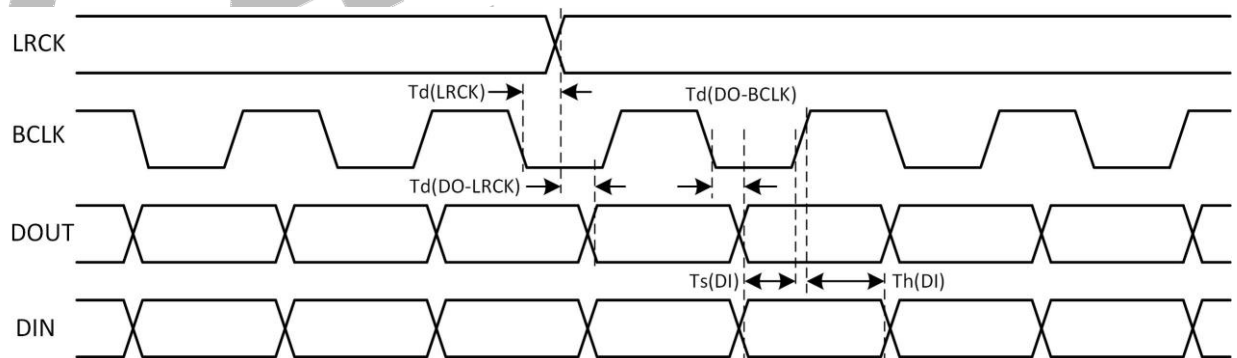 LRCK
Td(LRCK)
Td(DO-BCLK)
BCLK
Td(DO-LRCK)
DOUT
Ts(DI)
Th(DI)
DIN